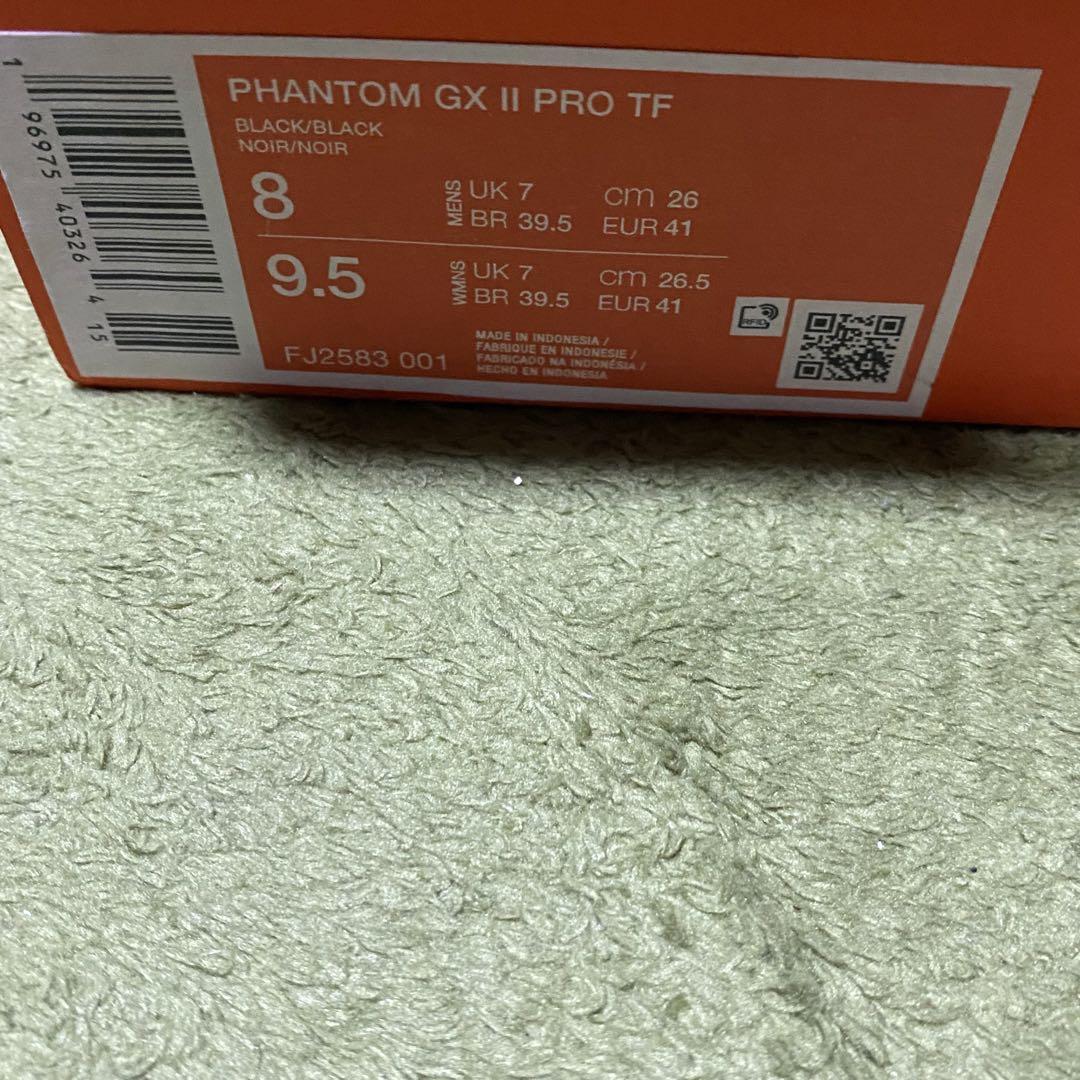 PHANTOM GX II PRO TF
BLACK/BLACK
NOIR/NOIR
8
MENS
UK 7 cm 26
BR 39.5 EUR 41
9.5
WMNS
UK 7 cm 26.5
BR 39.5 EUR 41
FJ2583 001
MADE IN INDONESIA /
FABRIQUE EN INDONESIE /
FABRICADO NA INDONÉSIA /
HECHO EN INDONESIA
RFID
1 96975 40326 4 15